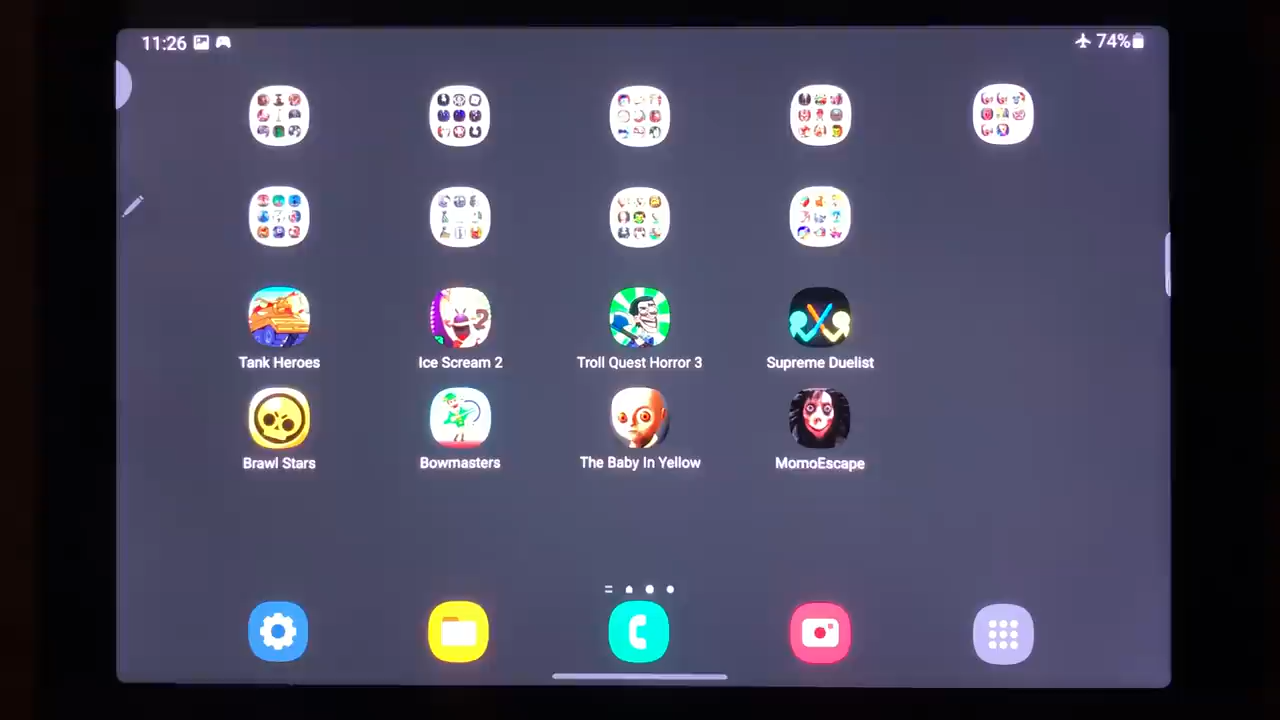 11:26
74%
Tank Heroes
Ice Scream 2
Troll Quest Horror 3
Supreme Duelist
Brawl Stars
Bowmasters
The Baby In Yellow
MomoEscape